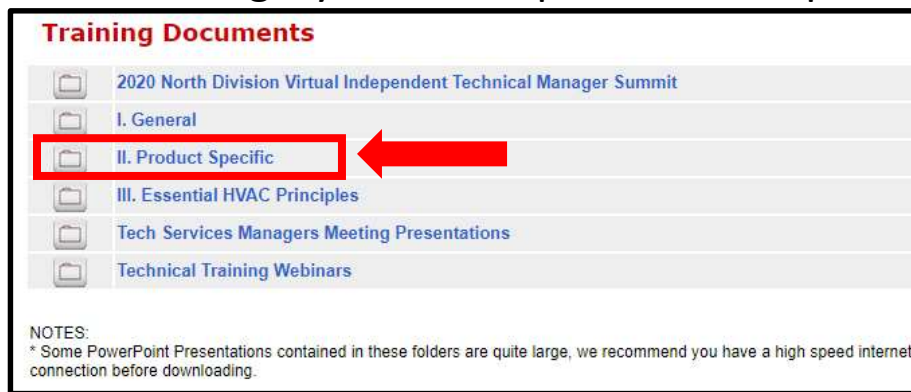 Training Documents
2020 North Division Virtual Independent Technical Manager Summit
I. General
II. Product Specific
III. Essential HVAC Principles
Tech Services Managers Meeting Presentations
Technical Training Webinars
NOTES:
* Some PowerPoint Presentations contained in these folders are quite large, we recommend you have a high speed internet
connection before downloading.